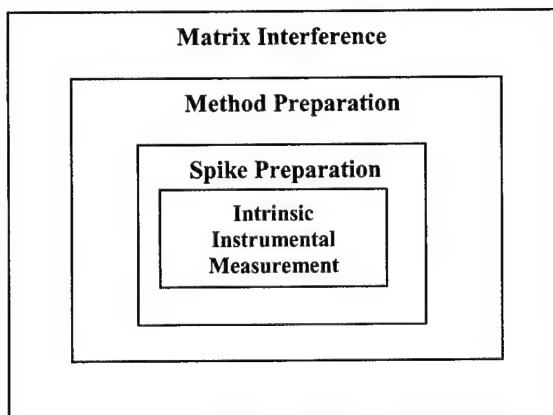 Matrix Interference
Method Preparation
Spike Preparation
Intrinsic
Instrumental
Measurement